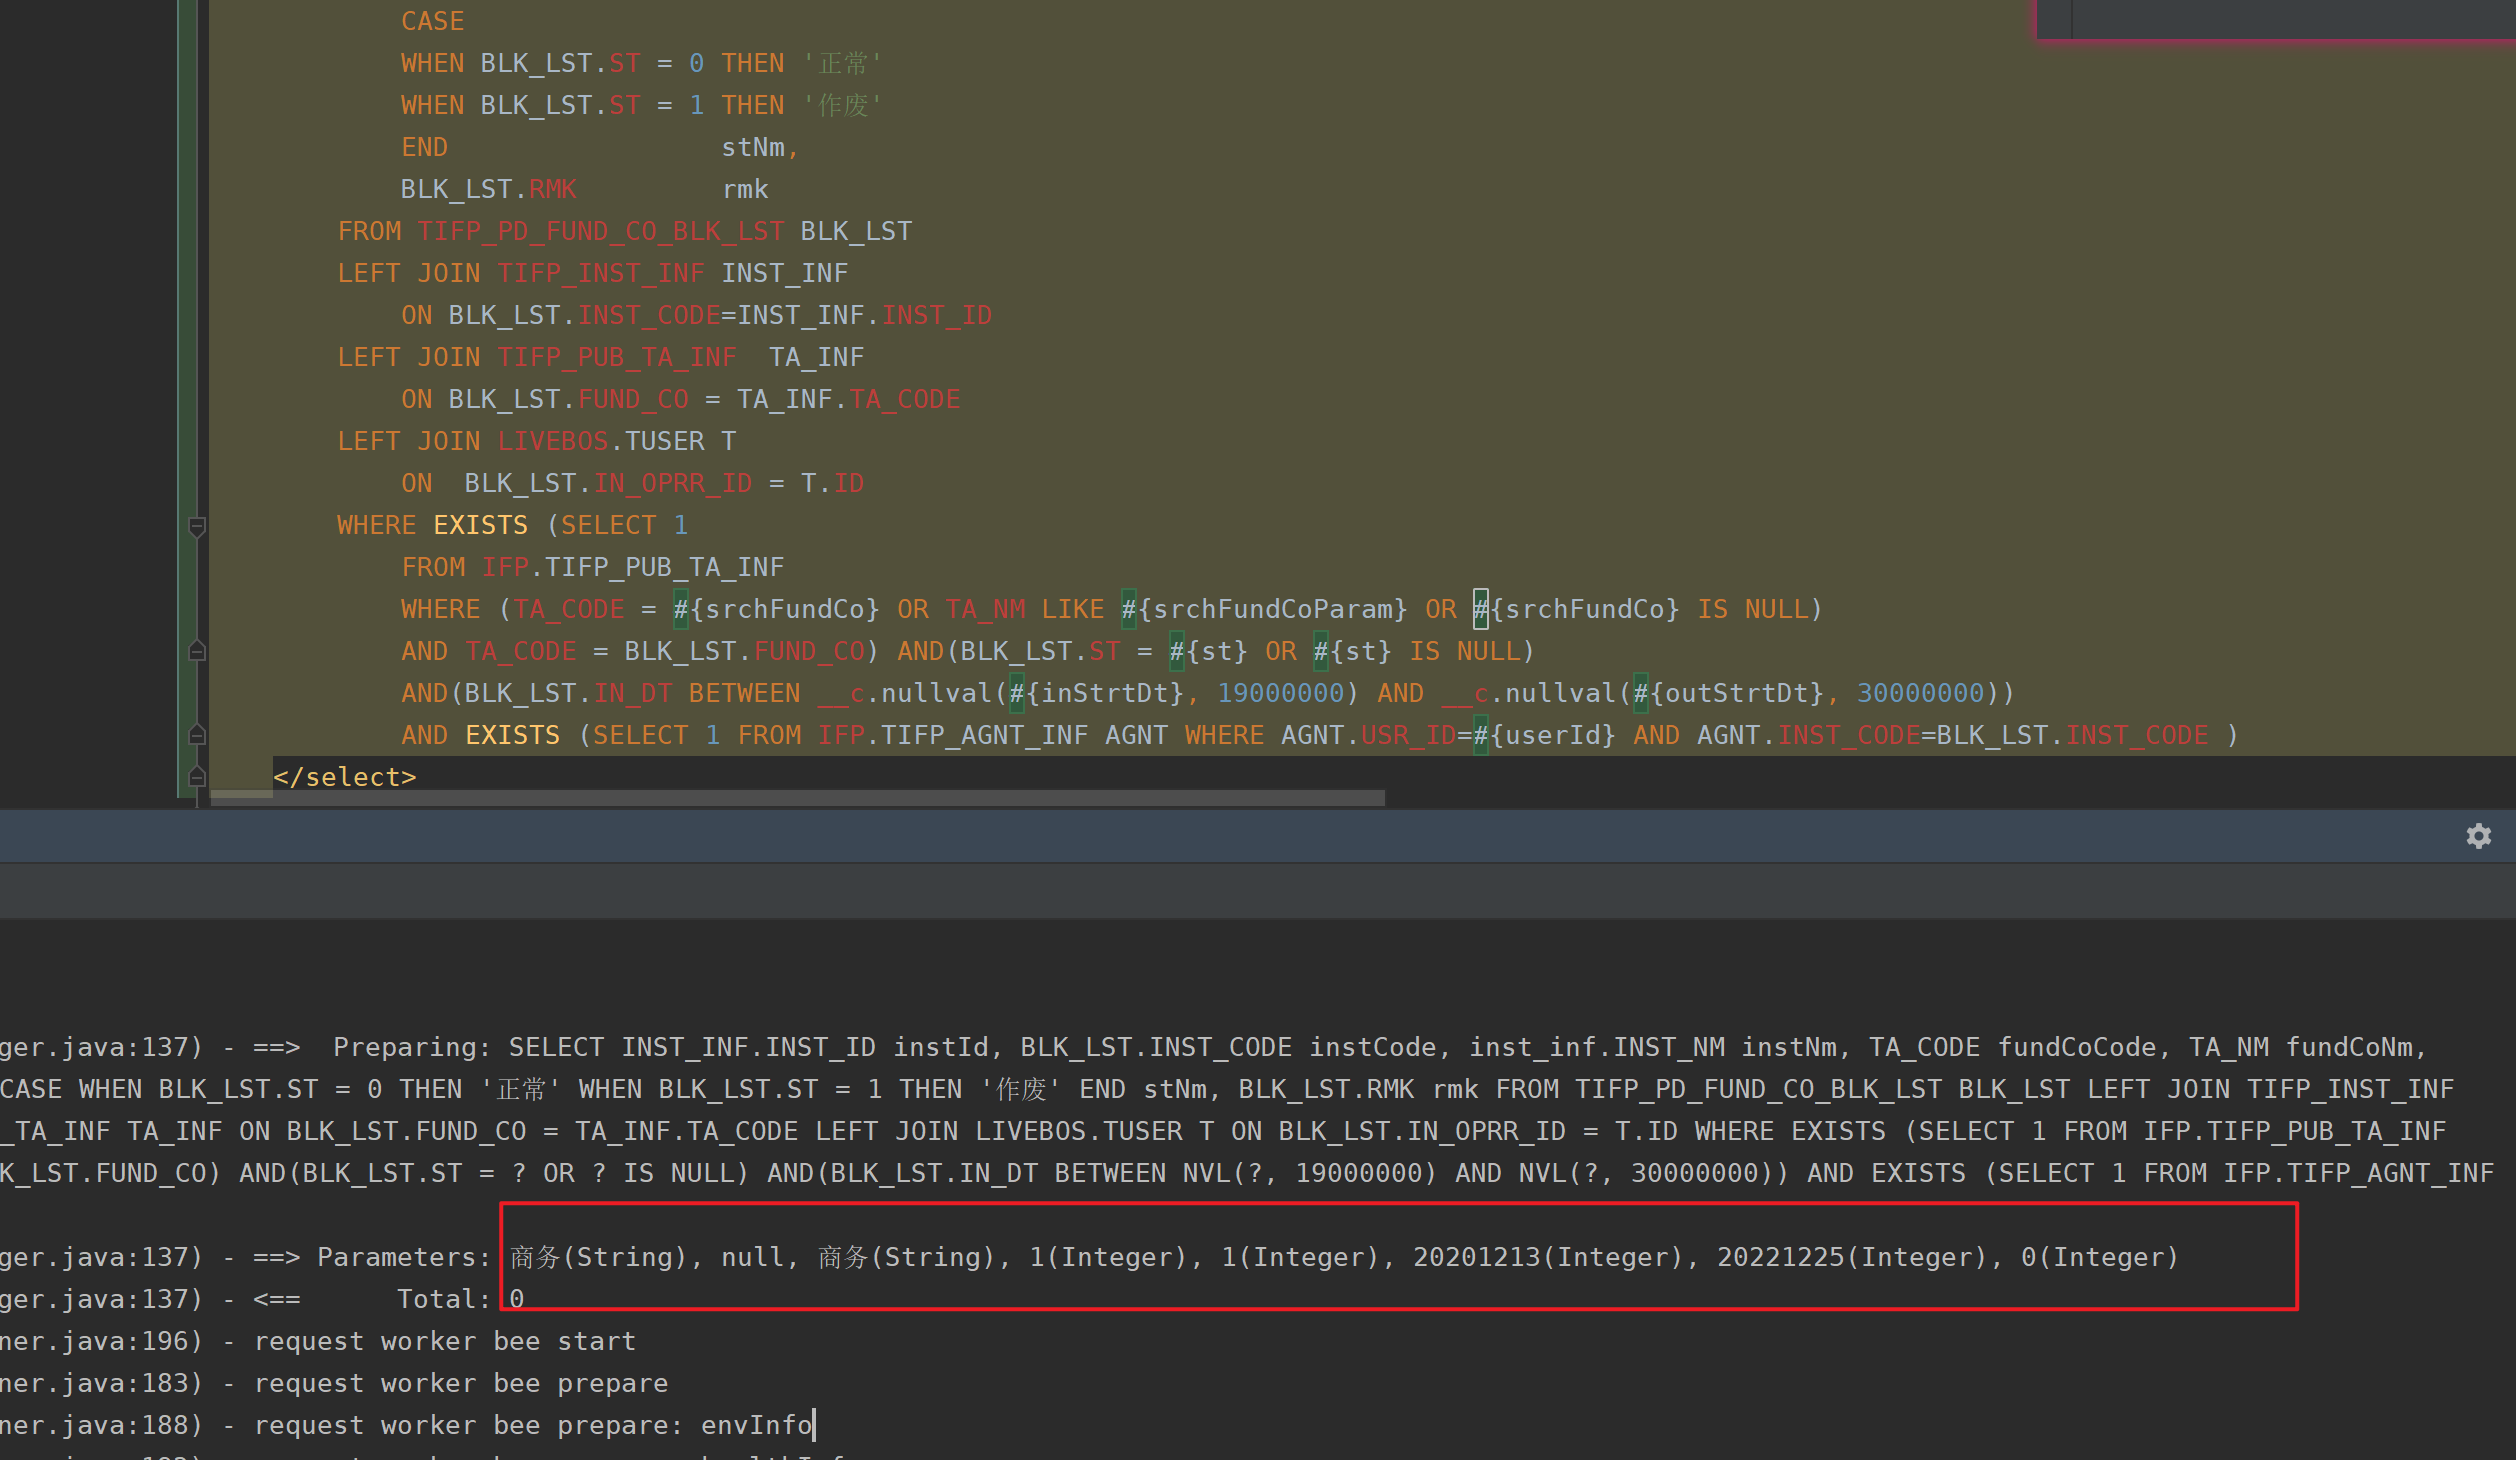 CASE
WHEN BLK_LST.ST = 0 THEN '正常'
WHEN BLK_LST.ST = 1 THEN '作废'
END stNm,
BLK_LST.RMK rmk
FROM TIFP_PD_FUND_CO_BLK_LST BLK_LST
LEFT JOIN TIFP_INST_INF INST_INF
ON BLK_LST.INST_CODE=INST_INF.INST_ID
LEFT JOIN TIFP_PUB_TA_INF TA_INF
ON BLK_LST.FUND_CO = TA_INF.TA_CODE
LEFT JOIN LIVEBOS.TUSER T
ON BLK_LST.IN_OPRR_ID = T.ID
WHERE EXISTS (SELECT 1
FROM IFP.TIFP_PUB_TA_INF
WHERE (TA_CODE = #{srchFundCo} OR TA_NM LIKE #{srchFundCoParam} OR #{srchFundCo} IS NULL)
AND TA_CODE = BLK_LST.FUND_CO) AND(BLK_LST.ST = #{st} OR #{st} IS NULL)
AND(BLK_LST.IN_DT BETWEEN __c.nullval(#{inStrtDt}, 19000000) AND __c.nullval(#{outStrtDt}, 30000000))
AND EXISTS (SELECT 1 FROM IFP.TIFP_AGNT_INF AGNT WHERE AGNT.USR_ID=#{userId} AND AGNT.INST_CODE=BLK_LST.INST_CODE )
</select>
ger.java:137) - ==>  Preparing: SELECT INST_INF.INST_ID instId, BLK_LST.INST_CODE instCode, inst_inf.INST_NM instNm, TA_CODE fundCoCode, TA_NM fundCoNm,
CASE WHEN BLK_LST.ST = 0 THEN '正常' WHEN BLK_LST.ST = 1 THEN '作废' END stNm, BLK_LST.RMK rmk FROM TIFP_PD_FUND_CO_BLK_LST BLK_LST LEFT JOIN TIFP_INST_INF
_TA_INF TA_INF ON BLK_LST.FUND_CO = TA_INF.TA_CODE LEFT JOIN LIVEBOS.TUSER T ON BLK_LST.IN_OPRR_ID = T.ID WHERE EXISTS (SELECT 1 FROM IFP.TIFP_PUB_TA_INF
K_LST.FUND_CO) AND(BLK_LST.ST = ? OR ? IS NULL) AND(BLK_LST.IN_DT BETWEEN NVL(?, 19000000) AND NVL(?, 30000000)) AND EXISTS (SELECT 1 FROM IFP.TIFP_AGNT_INF
ger.java:137) - ==> Parameters: 商务(String), null, 商务(String), 1(Integer), 1(Integer), 20201213(Integer), 20221225(Integer), 0(Integer)
ger.java:137) - <==      Total: 0
ner.java:196) - request worker bee start
ner.java:183) - request worker bee prepare
ner.java:188) - request worker bee prepare: envInfo